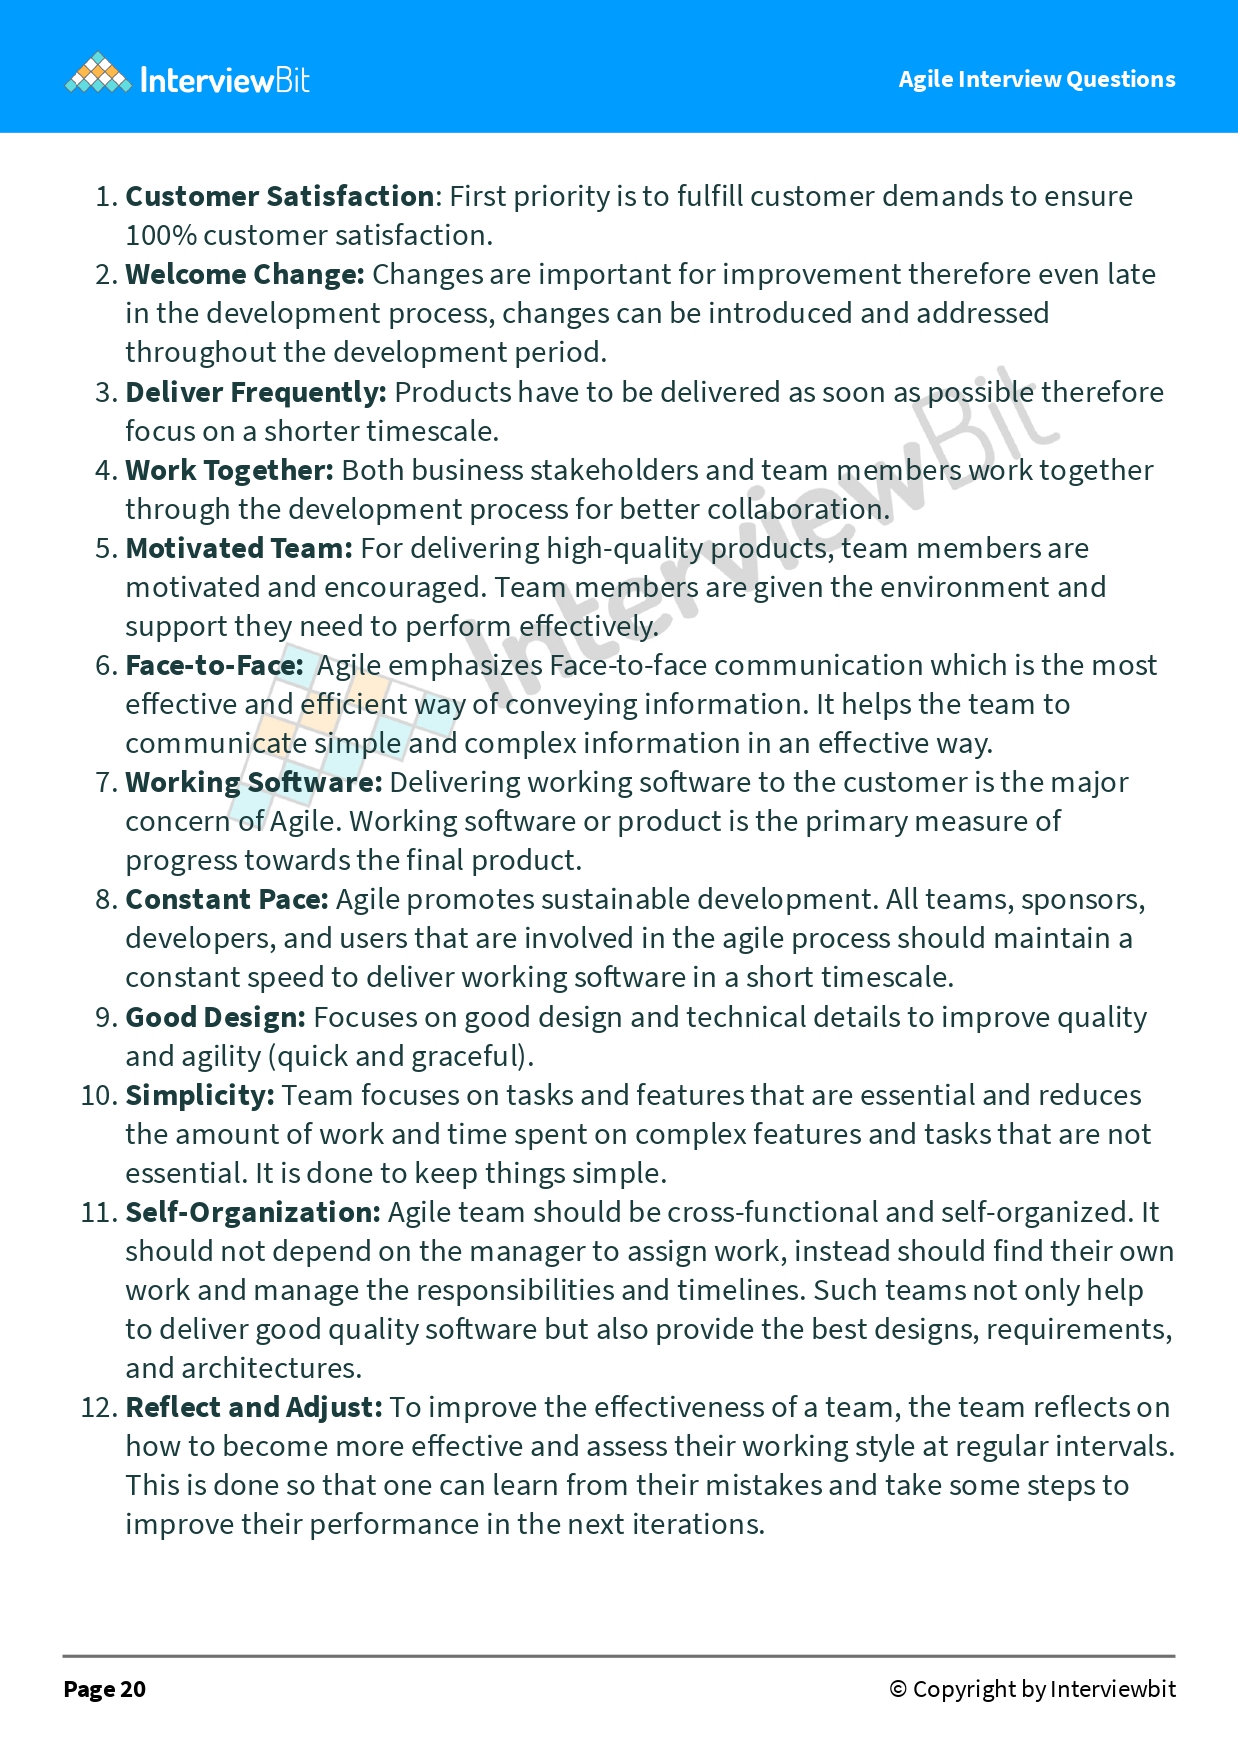 InterviewBit
Agile Interview Questions
1. Customer Satisfaction: First priority is to fulfill customer demands to ensure
100% customer satisfaction.
2. Welcome Change: Changes are important for improvement therefore even late
in the development process, changes can be introduced and addressed
throughout the development period.
3. Deliver Frequently: Products have to be delivered as soon as possible therefore
focus on a shorter timescale.
4. Work Together: Both business stakeholders and team members work together
through the development process for better collaboration.
5. Motivated Team: For delivering high-quality products, team members are
motivated and encouraged. Team members are given the environment and
support they need to perform effectively.
6. Face-to-Face: Agile emphasizes Face-to-face communication which is the most
effective and efficient way of conveying information. It helps the team to
communicate simple and complex information in an effective way.
7. Working Software: Delivering working software to the customer is the major
concern of Agile. Working software or product is the primary measure of
progress towards the final product.
8. Constant Pace: Agile promotes sustainable development. All teams, sponsors,
developers, and users that are involved in the agile process should maintain a
constant speed to deliver working software in a short timescale.
9. Good Design: Focuses on good design and technical details to improve quality
and agility (quick and graceful).
10. Simplicity: Team focuses on tasks and features that are essential and reduces
the amount of work and time spent on complex features and tasks that are not
essential. It is done to keep things simple.
11. Self-Organization: Agile team should be cross-functional and self-organized. It
should not depend on the manager to assign work, instead should find their own
work and manage the responsibilities and timelines. Such teams not only help
to deliver good quality software but also provide the best designs, requirements,
and architectures.
12. Reflect and Adjust: To improve the effectiveness of a team, the team reflects on
how to become more effective and assess their working style at regular intervals.
This is done so that one can learn from their mistakes and take some steps to
improve their performance in the next iterations.
InterviewBit
Page 20
© Copyright by Interviewbit